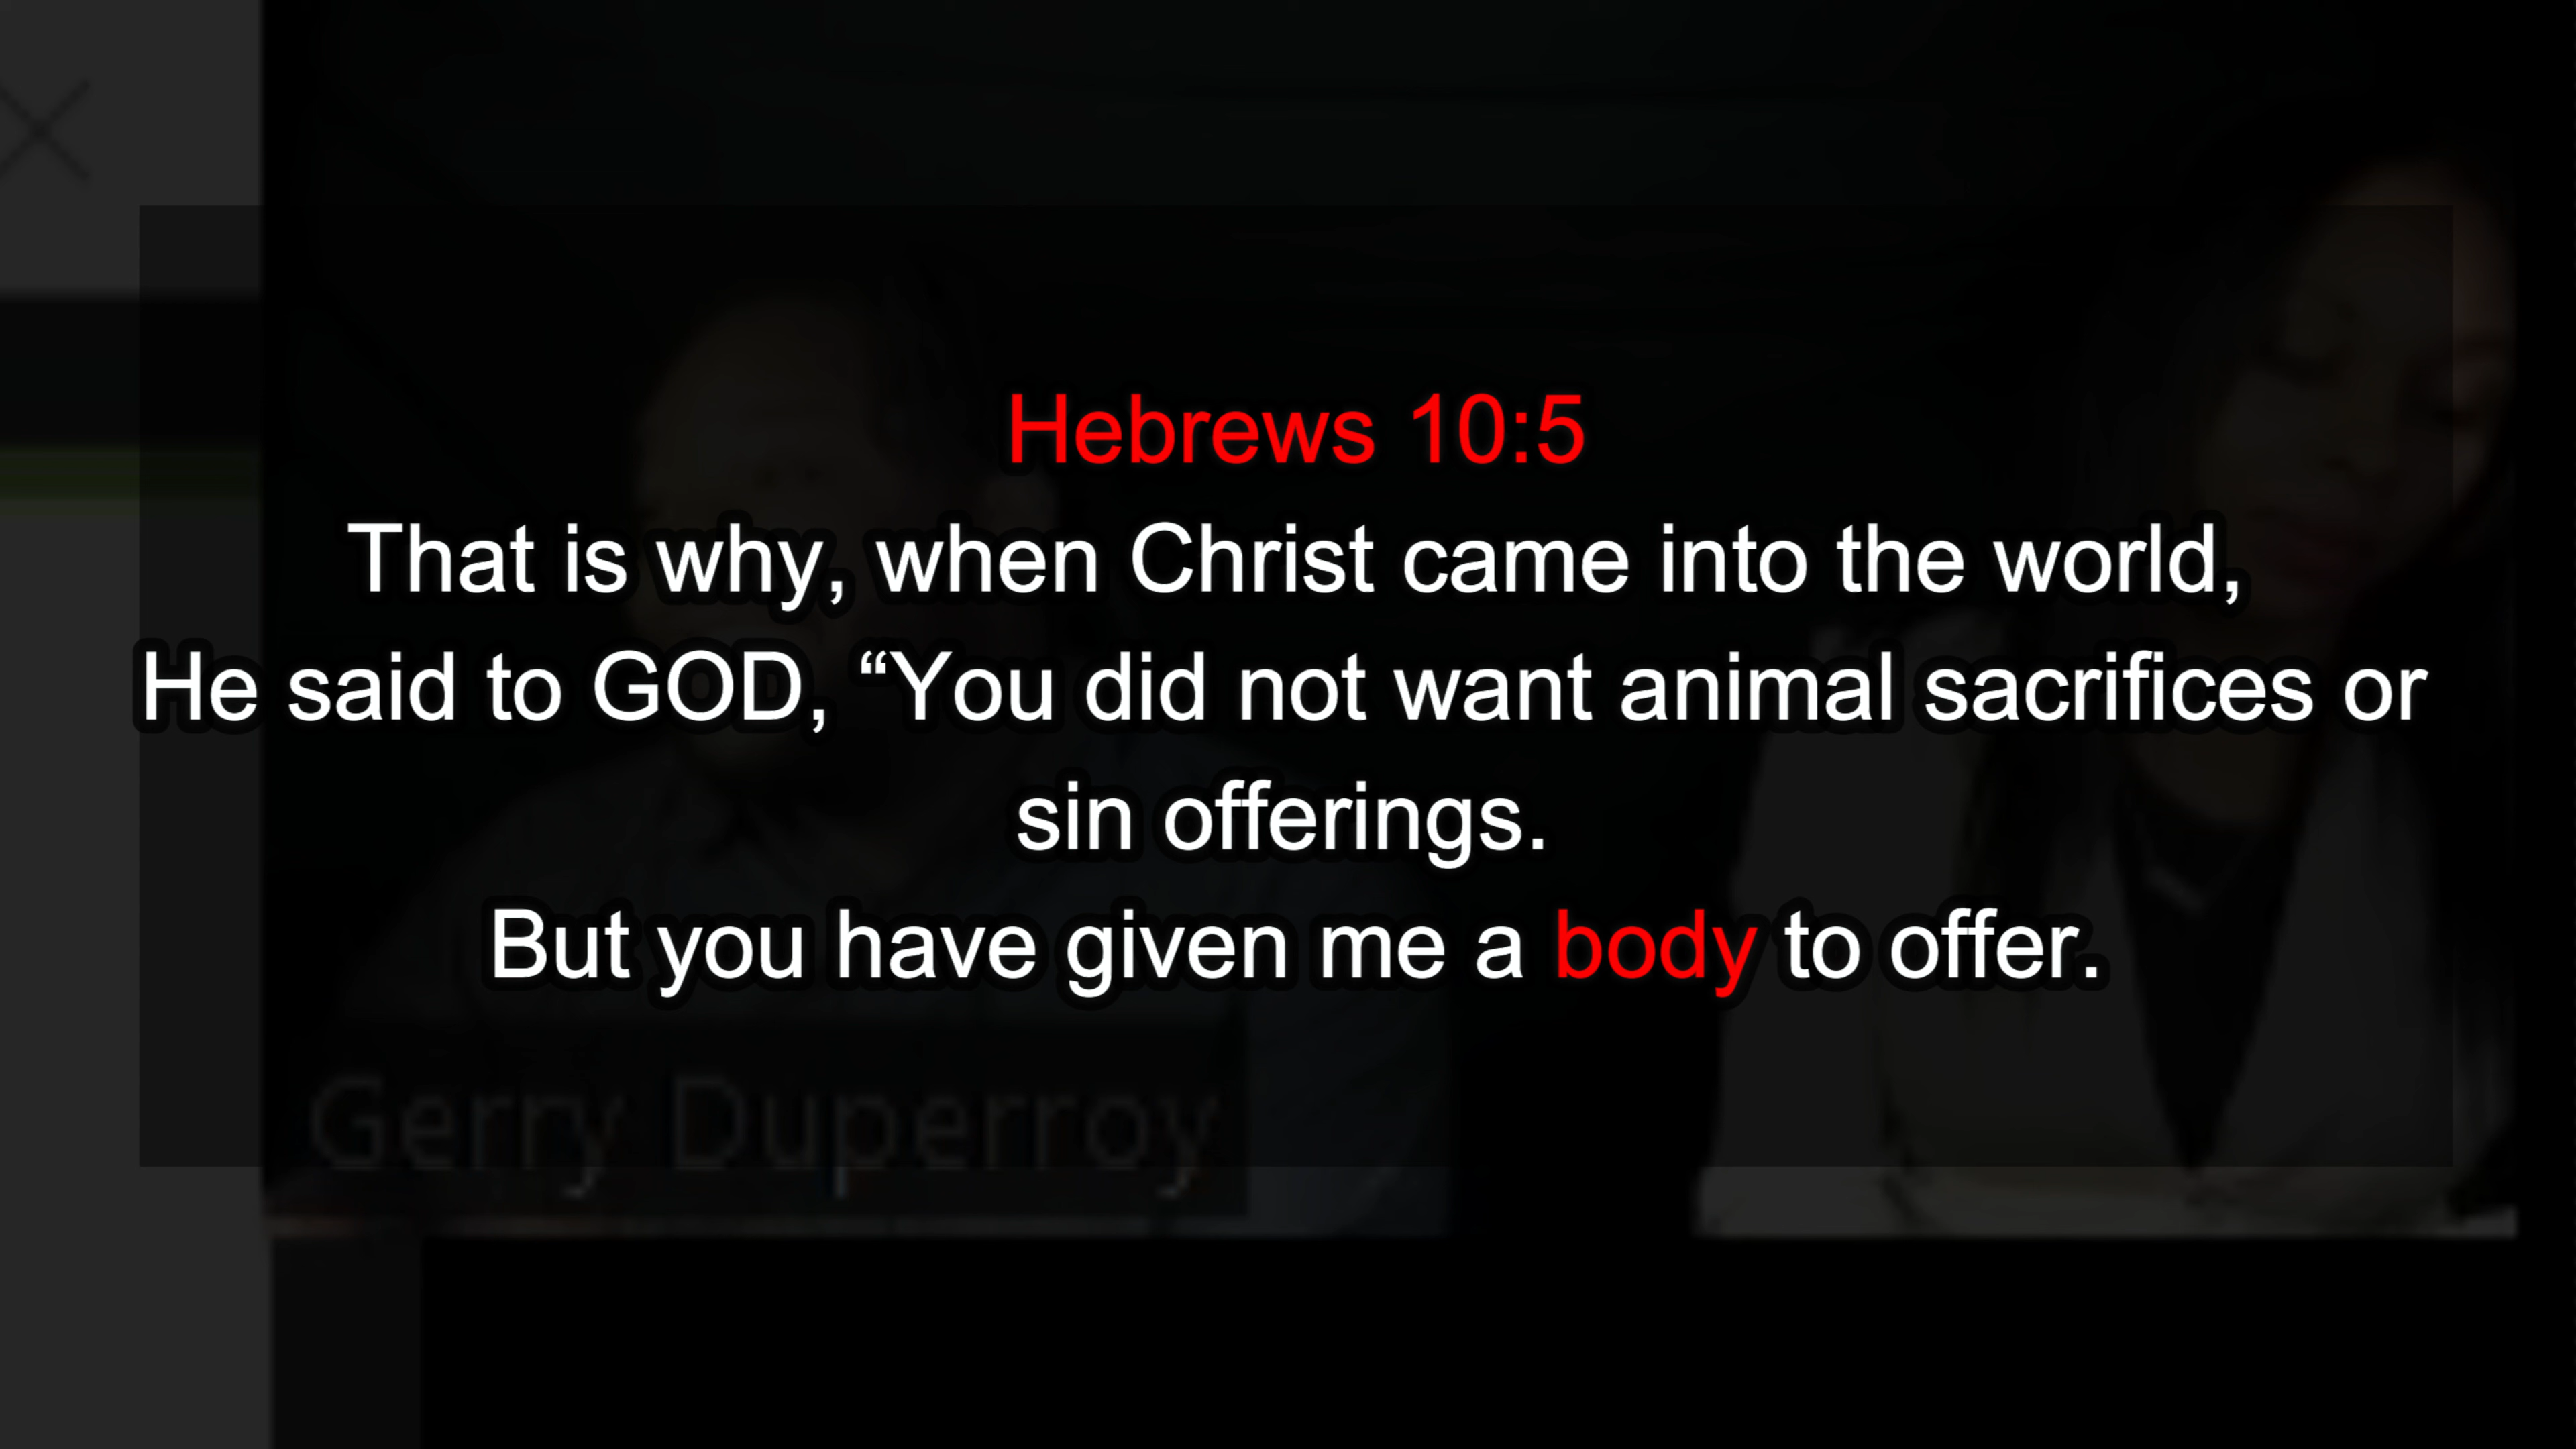 Hebrews 10:5
That is why, when Christ came into the world,
He said to GOD, “You did not want animal sacrifices or
sin offerings.
But you have given me a body to offer.
Gerry Duperroy